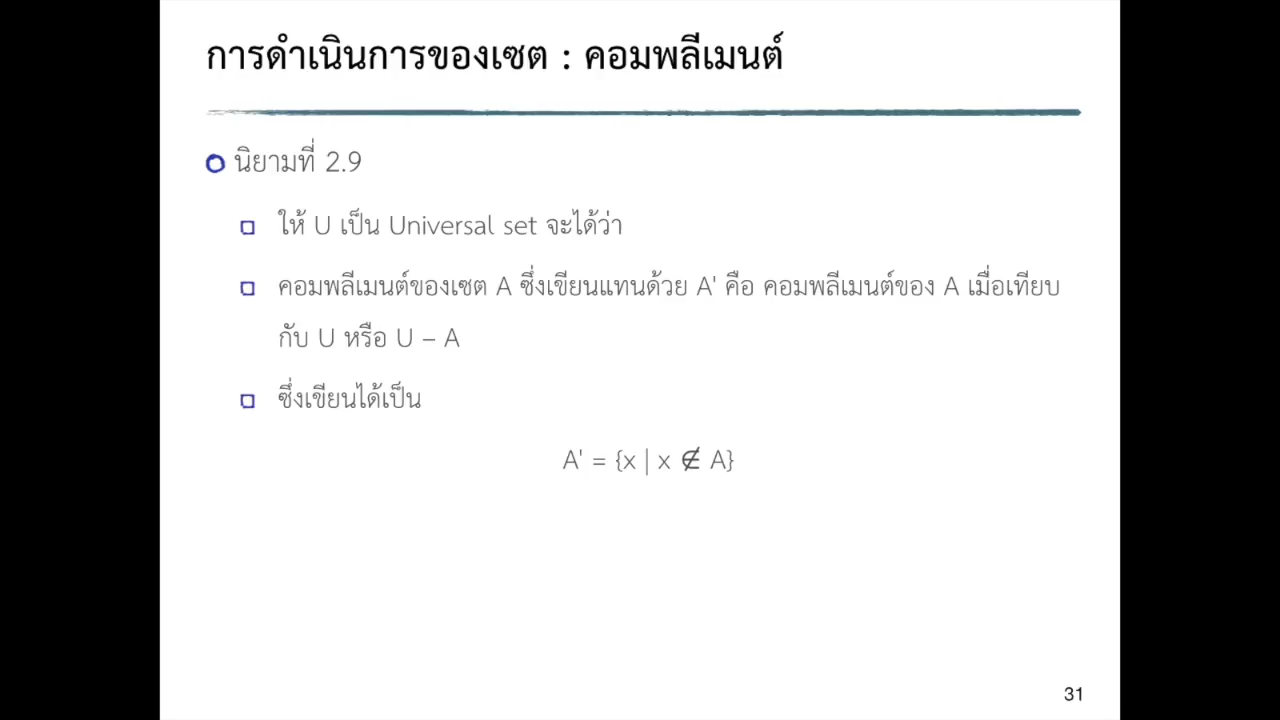 การดำเนินการของเซต : คอมพลีเมนต์
นิยามที่ 2.9
ให้ U เป็น Universal set จะได้ว่า
คอมพลีเมนต์ของเซต A ซึ่งเขียนแทนด้วย A' คือ คอมพลีเมนต์ของ A เมื่อเทียบ
กับ U หรือ U – A
ซึ่งเขียนได้เป็น
A' = {x | x ∉ A}
31